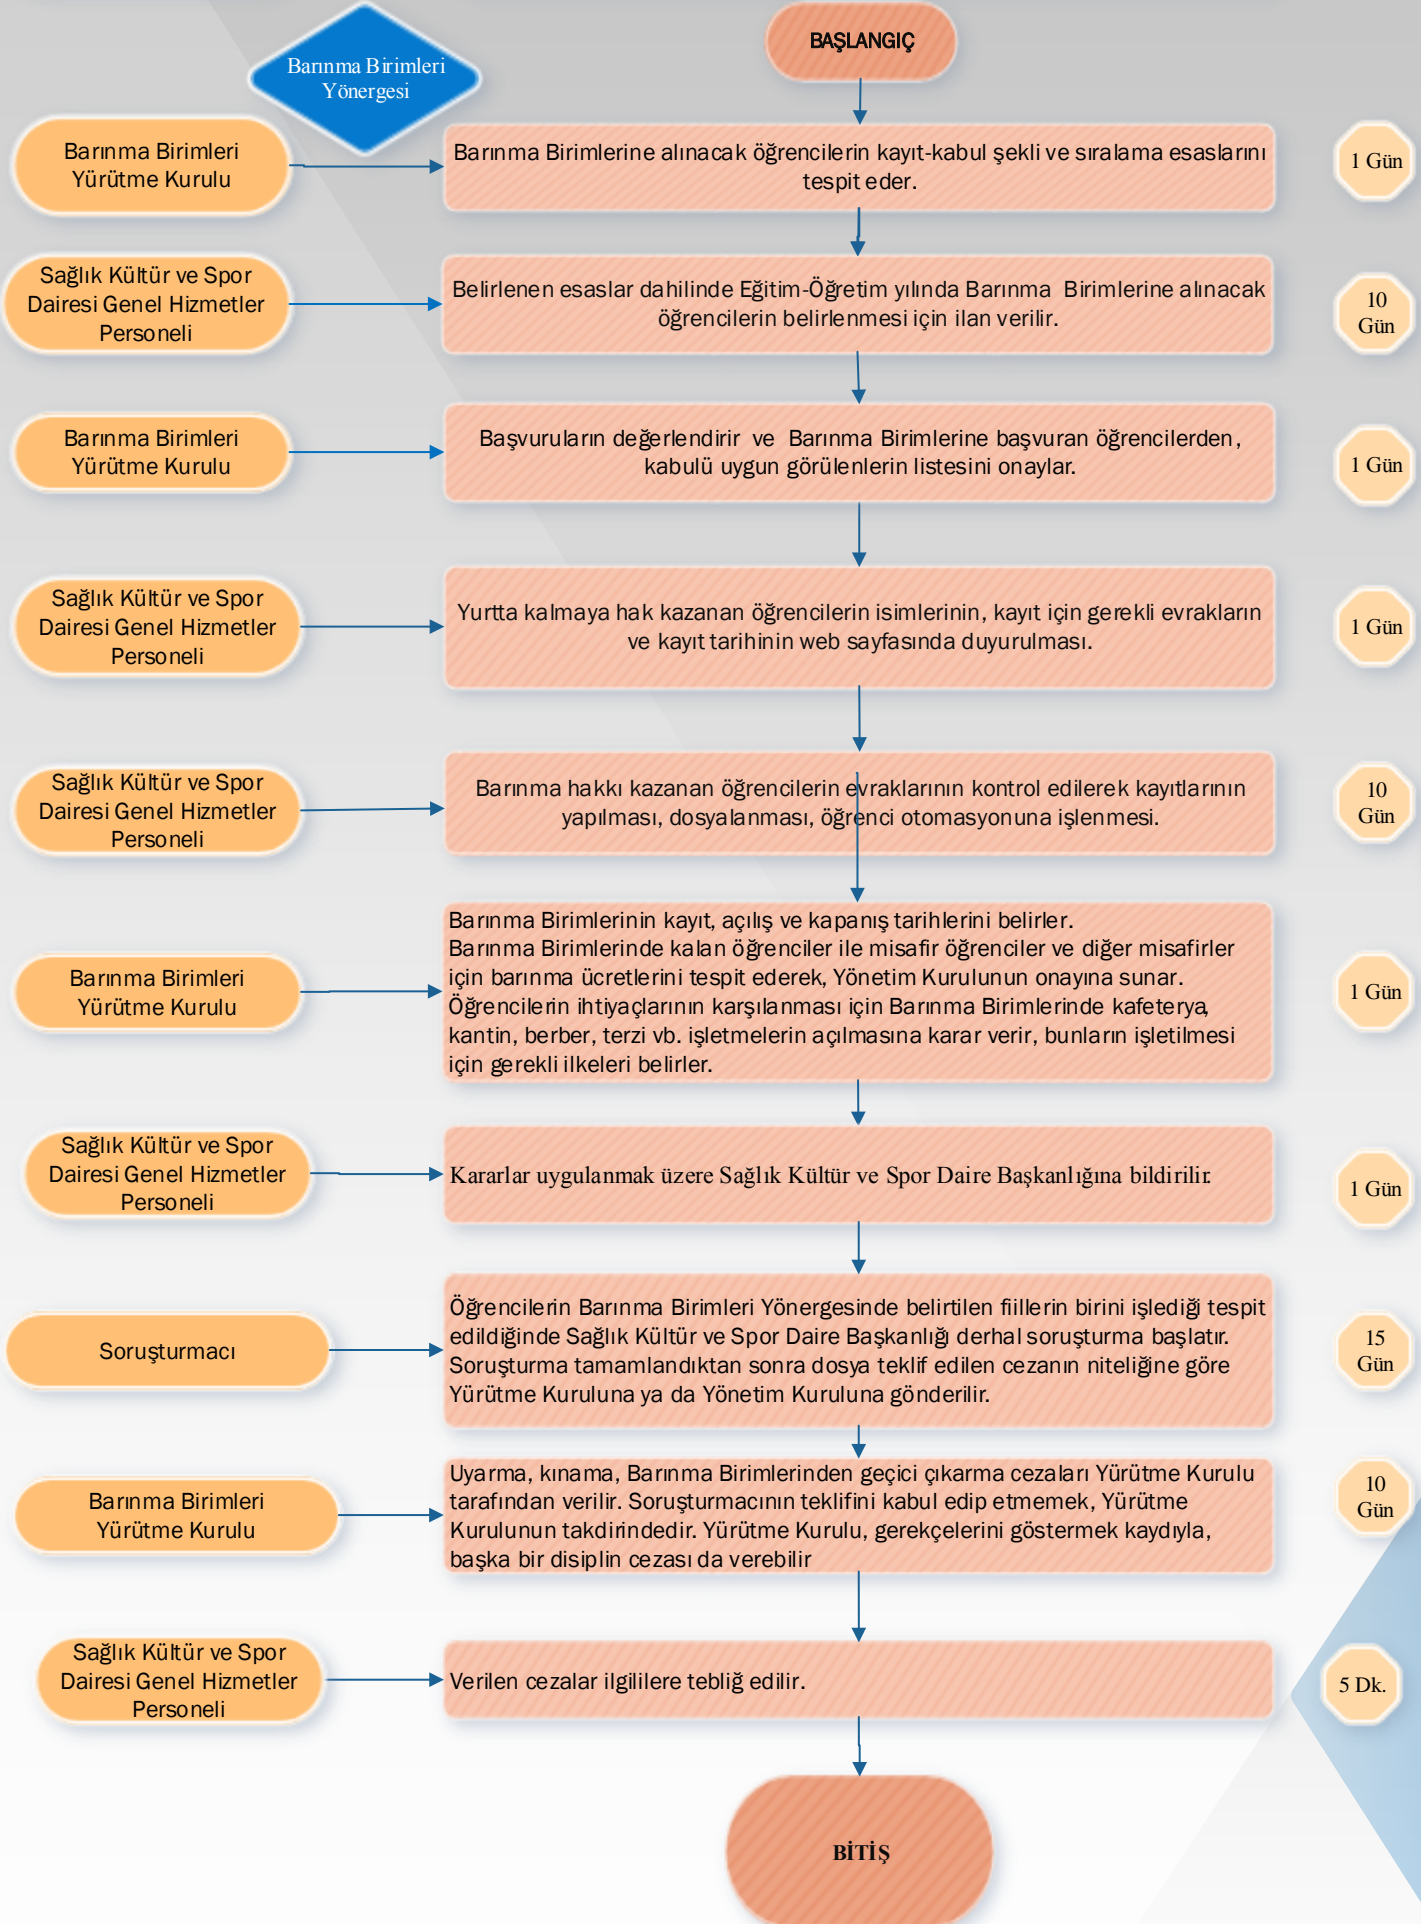 BAŞLANGIÇ
Barınma Birimleri
Yönergesi
Barınma Birimleri
Yürütme Kurulu
Barınma Birimlerine alınacak öğrencilerin kayıt-kabul şekli ve sıralama esaslarını
tespit eder.
1 Gün
Sağlık Kültür ve Spor
Dairesi Genel Hizmetler
Personeli
Belirlenen esaslar dahilinde Eğitim-Öğretim yılında Barınma Birimlerine alınacak
öğrencilerin belirlenmesi için ilan verilir.
10
Gün
Barınma Birimleri
Yürütme Kurulu
Başvuruların değerlendirir ve Barınma Birimlerine başvuran öğrencilerden,
kabulü uygun görülenlerin listesini onaylar.
1 Gün
Sağlık Kültür ve Spor
Dairesi Genel Hizmetler
Personeli
Yurtta kalmaya hak kazanan öğrencilerin isimlerinin, kayıt için gerekli evrakların
ve kayıt tarihinin web sayfasında duyurulması.
1 Gün
Sağlık Kültür ve Spor
Dairesi Genel Hizmetler
Personeli
Barınma hakkı kazanan öğrencilerin evraklarının kontrol edilerek kayıtlarının
yapılması, dosyalanması, öğrenci otomasyonuna işlenmesi.
10
Gün
Barınma Birimleri
Yürütme Kurulu
Barınma Birimlerinin kayıt, açılış ve kapanış tarihlerini belirler.
Barınma Birimlerinde kalan öğrenciler ile misafir öğrenciler ve diğer misafirler
için barınma ücretlerini tespit ederek, Yönetim Kurulunun onayına sunar.
Öğrencilerin ihtiyaçlarının karşılanması için Barınma Birimlerinde kafeterya,
kantin, berber, terzi vb. işletmelerin açılmasına karar verir, bunların işletilmesi
için gerekli ilkeleri belirler.
1 Gün
Sağlık Kültür ve Spor
Dairesi Genel Hizmetler
Personeli
Kararlar uygulanmak üzere Sağlık Kültür ve Spor Daire Başkanlığına bildirilir.
1 Gün
Soruşturmacı
Öğrencilerin Barınma Birimleri Yönergesinde belirtilen fiillerin birini işlediği tespit
edildiğinde Sağlık Kültür ve Spor Daire Başkanlığı derhal soruşturma başlatır.
Soruşturma tamamlandıktan sonra dosya teklif edilen cezanın niteliğine göre
Yürütme Kuruluna ya da Yönetim Kuruluna gönderilir.
15
Gün
Barınma Birimleri
Yürütme Kurulu
Uyarma, kınama, Barınma Birimlerinden geçici çıkarma cezaları Yürütme Kurulu
tarafından verilir. Soruşturmacının teklifini kabul edip etmemek, Yürütme
Kurulunun takdirindedir. Yürütme Kurulu, gerekçelerini göstermek kaydıyla,
başka bir disiplin cezası da verebilir
10
Gün
Sağlık Kültür ve Spor
Dairesi Genel Hizmetler
Personeli
Verilen cezalar ilgililere tebliğ edilir.
5 Dk.
BİTİŞ